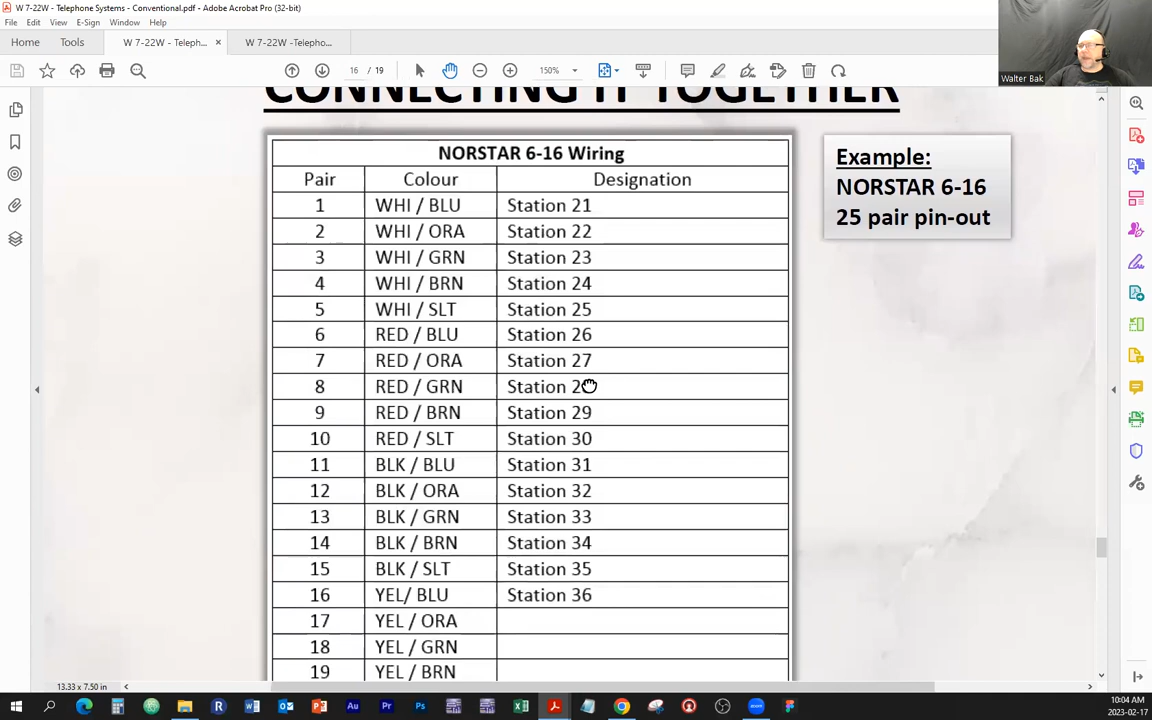 W 7-22W - Telephone Systems - Conventional.pdf - Adobe Acrobat Pro (32-bit)
File Edit View E-Sign Window Help
Home Tools W 7-22W - Teleph... × W 7-22W -Telepho...
16 / 19 150%
Walter Bak
CONNECTING IT TOGETHER
NORSTAR 6-16 Wiring
Pair Colour Designation
1 WHI / BLU Station 21
2 WHI / ORA Station 22
3 WHI / GRN Station 23
4 WHI / BRN Station 24
5 WHI / SLT Station 25
6 RED / BLU Station 26
7 RED / ORA Station 27
8 RED / GRN Station
9 RED / BRN Station 29
10 RED / SLT Station 30
11 BLK / BLU Station 31
12 BLK / ORA Station 32
13 BLK / GRN Station 33
14 BLK / BRN Station 34
15 BLK / SLT Station 35
16 YEL/ BLU Station 36
17 YEL / ORA
18 YEL / GRN
19 YEL / BRN
Example:
NORSTAR 6-16
25 pair pin-out
13.33 x 7.50 in
10:04 AM
2023-02-17